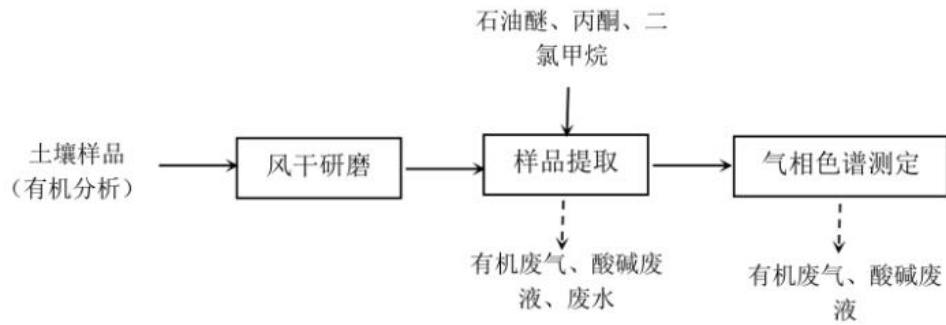 石油醚、丙酮、二
氯甲烷
土壤样品
（有机分析）
风干研磨
样品提取
气相色谱测定
有机废气、酸碱废
液、废水
有机废气、酸碱废
液